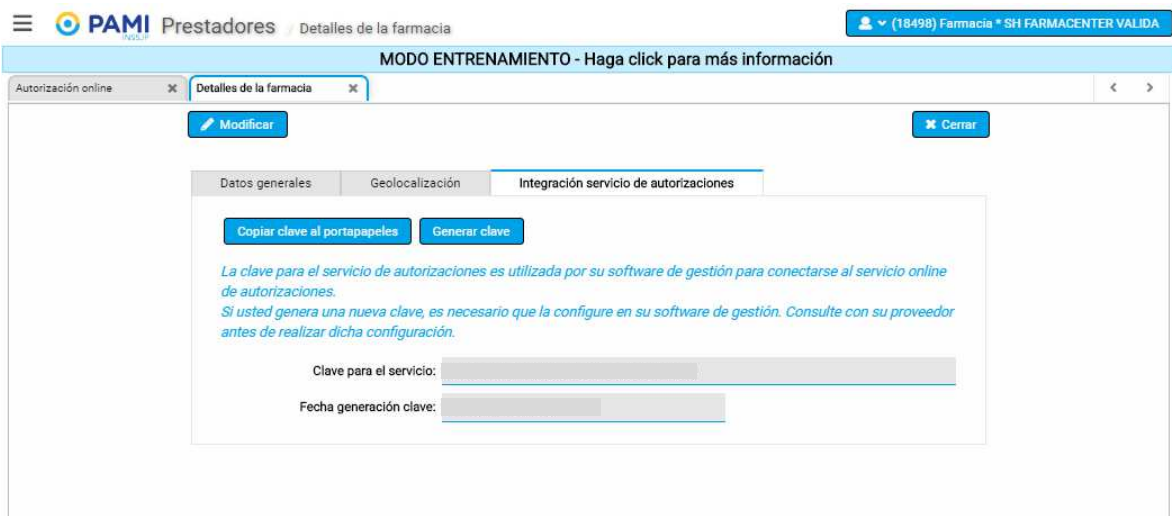 PAMI Prestadores / Detalles de la farmacia
INSSJP
(18498) Farmacia * SH FARMACENTER VALIDA
MODO ENTRENAMIENTO - Haga click para más información
Autorización online
Detalles de la farmacia
Modificar
Cerrar
Datos generales
Geolocalización
Integración servicio de autorizaciones
Copiar clave al portapapeles
Generar clave
La clave para el servicio de autorizaciones es utilizada por su software de gestión para conectarse al servicio online
de autorizaciones.
Si usted genera una nueva clave, es necesario que la configure en su software de gestión. Consulte con su proveedor
antes de realizar dicha configuración.
Clave para el servicio:
Fecha generación clave: